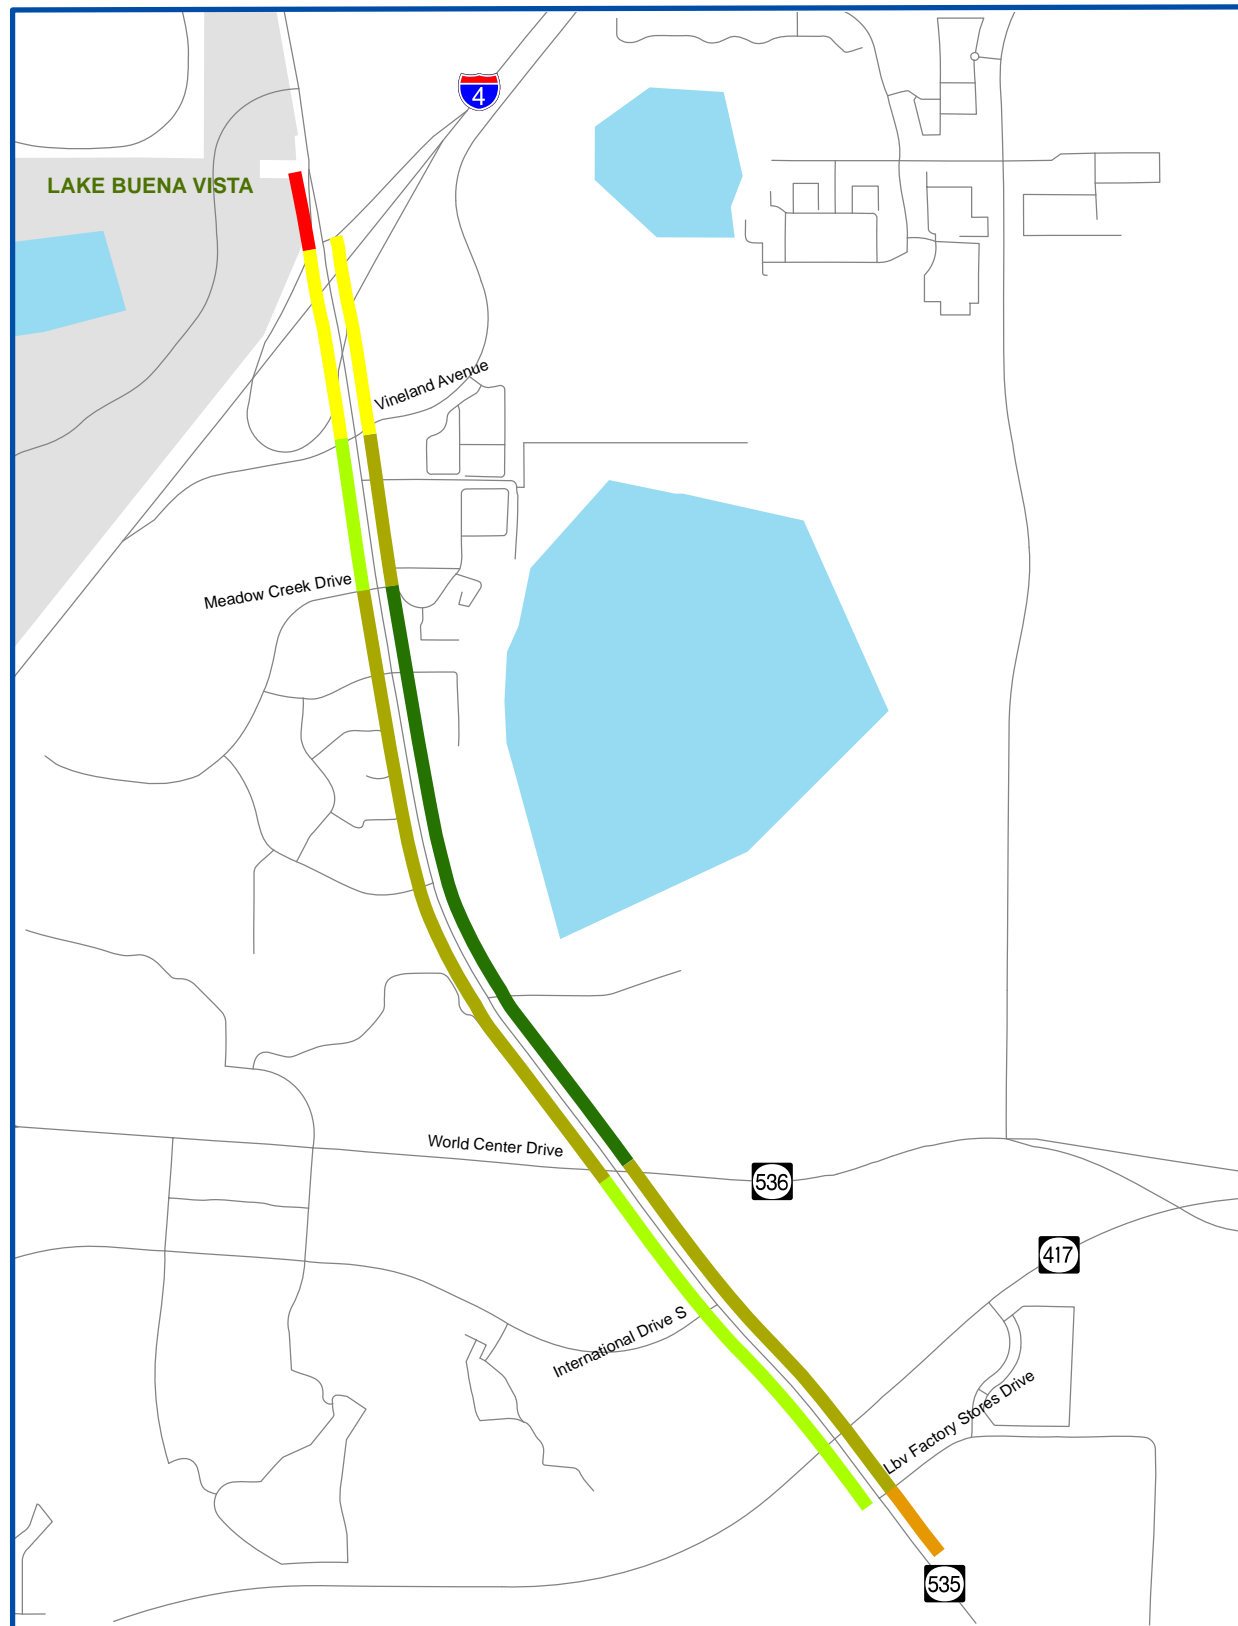 4
LAKE BUENA VISTA
Vineland Avenue
Meadow Creek Drive
World Center Drive
536
417
International Drive S
Lbv Factory Stores Drive
535